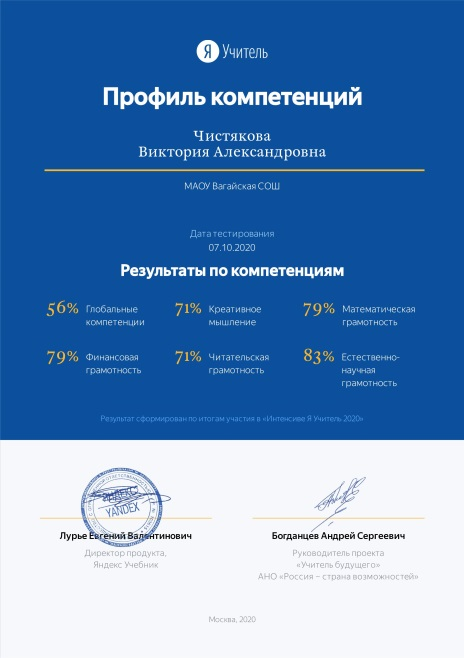 Я Учитель
Профиль компетенций
Чистякова
Виктория Александровна
МАОУ Вагайская СОШ
Дата тестирования
07.10.2020
Результаты по компетенциям
56% Глобальные компетенции
71% Креативное мышление
79% Математическая грамотность
79% Финансовая грамотность
71% Читательская грамотность
83% Естественно-научная грамотность
Результат сформирован по итогам участия в «Интенсиве Я Учитель 2020»
ЯНДЕКС
YANDEX
Лурье Евгений Валентинович
Директор продукта,
Яндекс Учебник
Богданцев Андрей Сергеевич
Руководитель проекта
«Учитель будущего»
АНО «Россия – страна возможностей»
Москва, 2020